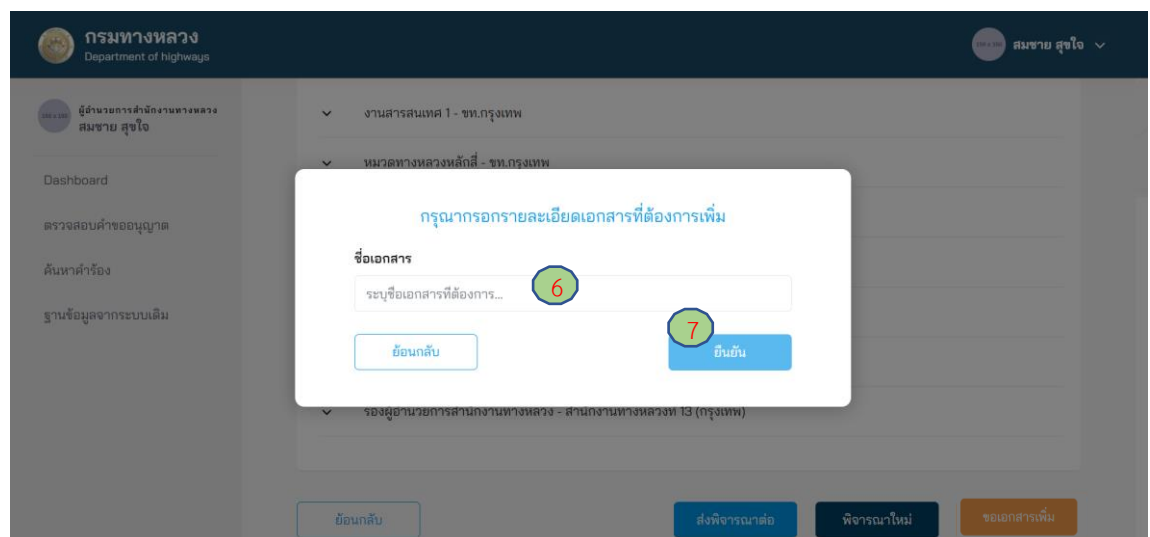 กรมทางหลวง
Department of highways
สมชาย สุขใจ
ผู้อำนวยการสำนักงานทางหลวง
สมชาย สุขใจ
Dashboard
ตรวจสอบคำขออนุญาต
ค้นหาคำร้อง
ฐานข้อมูลจากระบบเดิม
งานสารสนเทศ 1 - ขท.กรุงเทพ
หมวดทางหลวงหลักสี่ - ขท.กรุงเทพ
กรุณากรอกรายละเอียดเอกสารที่ต้องการเพิ่ม
ชื่อเอกสาร
ระบุชื่อเอกสารที่ต้องการ...
6
7
ย้อนกลับ
ยืนยัน
รองผู้อำนวยการสำนักงานทางหลวง - สำนักงานทางหลวงที่ 13 (กรุงเทพ)
ย้อนกลับ
ส่งพิจารณาต่อ
พิจารณาใหม่
ขอเอกสารเพิ่ม